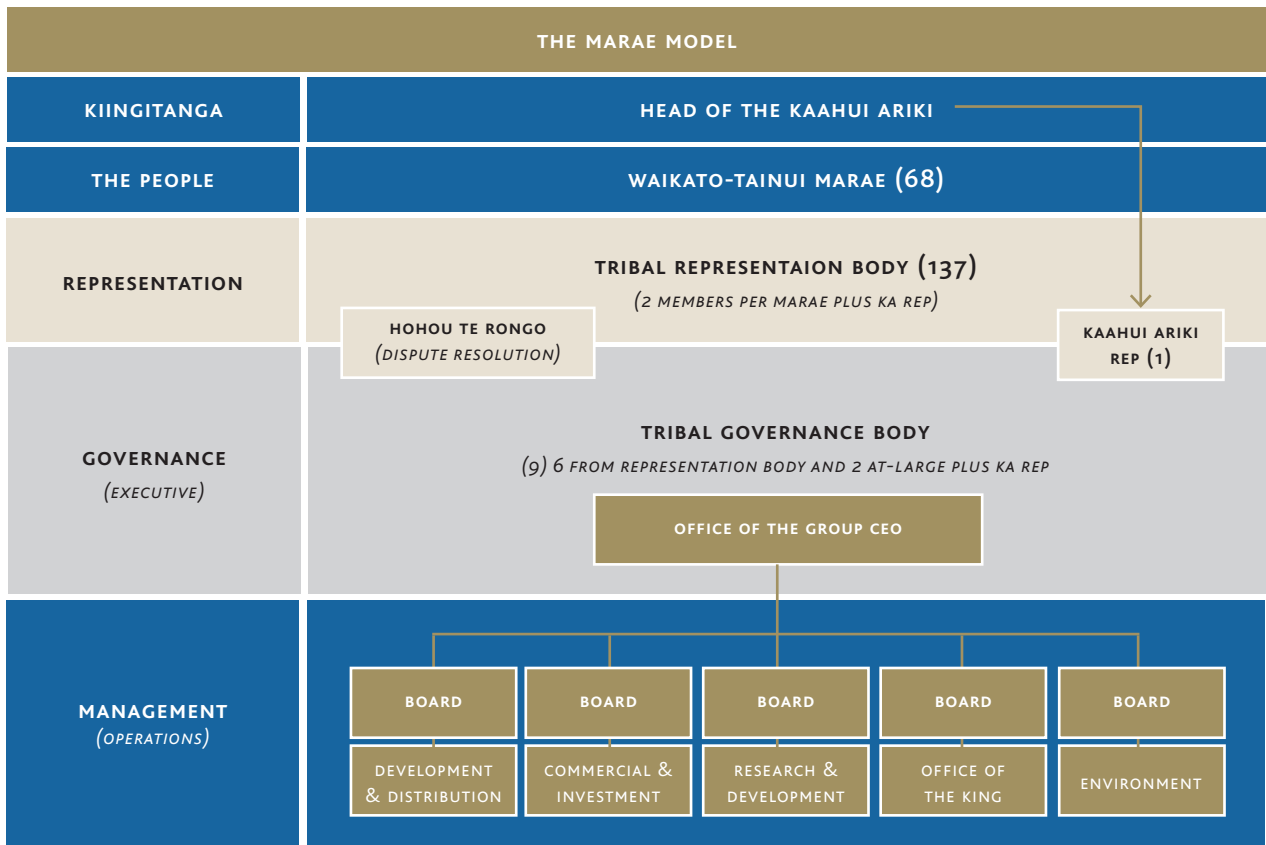 THE MARAE MODEL
KIINGITANGA
HEAD OF THE KAAHUI ARIKI
THE PEOPLE
WAIKATO-TAINUI MARAE (68)
REPRESENTATION
TRIBAL REPRESENTAION BODY (137)
(2 MEMBERS PER MARAE PLUS KA REP)
HOHOU TE RONGO
(DISPUTE RESOLUTION)
KAAHUI ARIKI
REP (1)
GOVERNANCE
(EXECUTIVE)
TRIBAL GOVERNANCE BODY
(9) 6 FROM REPRESENTATION BODY AND 2 AT-LARGE PLUS KA REP
OFFICE OF THE GROUP CEO
MANAGEMENT
(OPERATIONS)
BOARD
BOARD
BOARD
BOARD
BOARD
DEVELOPMENT
& DISTRIBUTION
COMMERCIAL &
INVESTMENT
RESEARCH &
DEVELOPMENT
OFFICE OF
THE KING
ENVIRONMENT